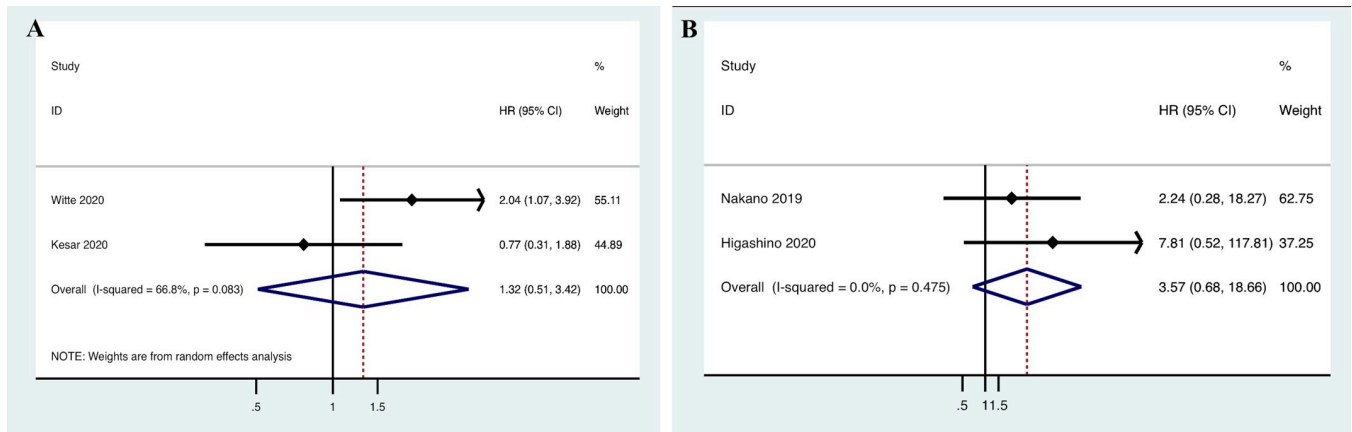 A
Study %
ID HR (95% CI) Weight
Witte 2020 2.04 (1.07, 3.92) 55.11
Kesar 2020 0.77 (0.31, 1.88) 44.89
Overall (I-squared = 66.8%, p = 0.083) 1.32 (0.51, 3.42) 100.00
NOTE: Weights are from random effects analysis
.5 1 1.5
B
Study %
ID HR (95% CI) Weight
Nakano 2019 2.24 (0.28, 18.27) 62.75
Higashino 2020 7.81 (0.52, 117.81) 37.25
Overall (I-squared = 0.0%, p = 0.475) 3.57 (0.68, 18.66) 100.00
.5 1 1.5